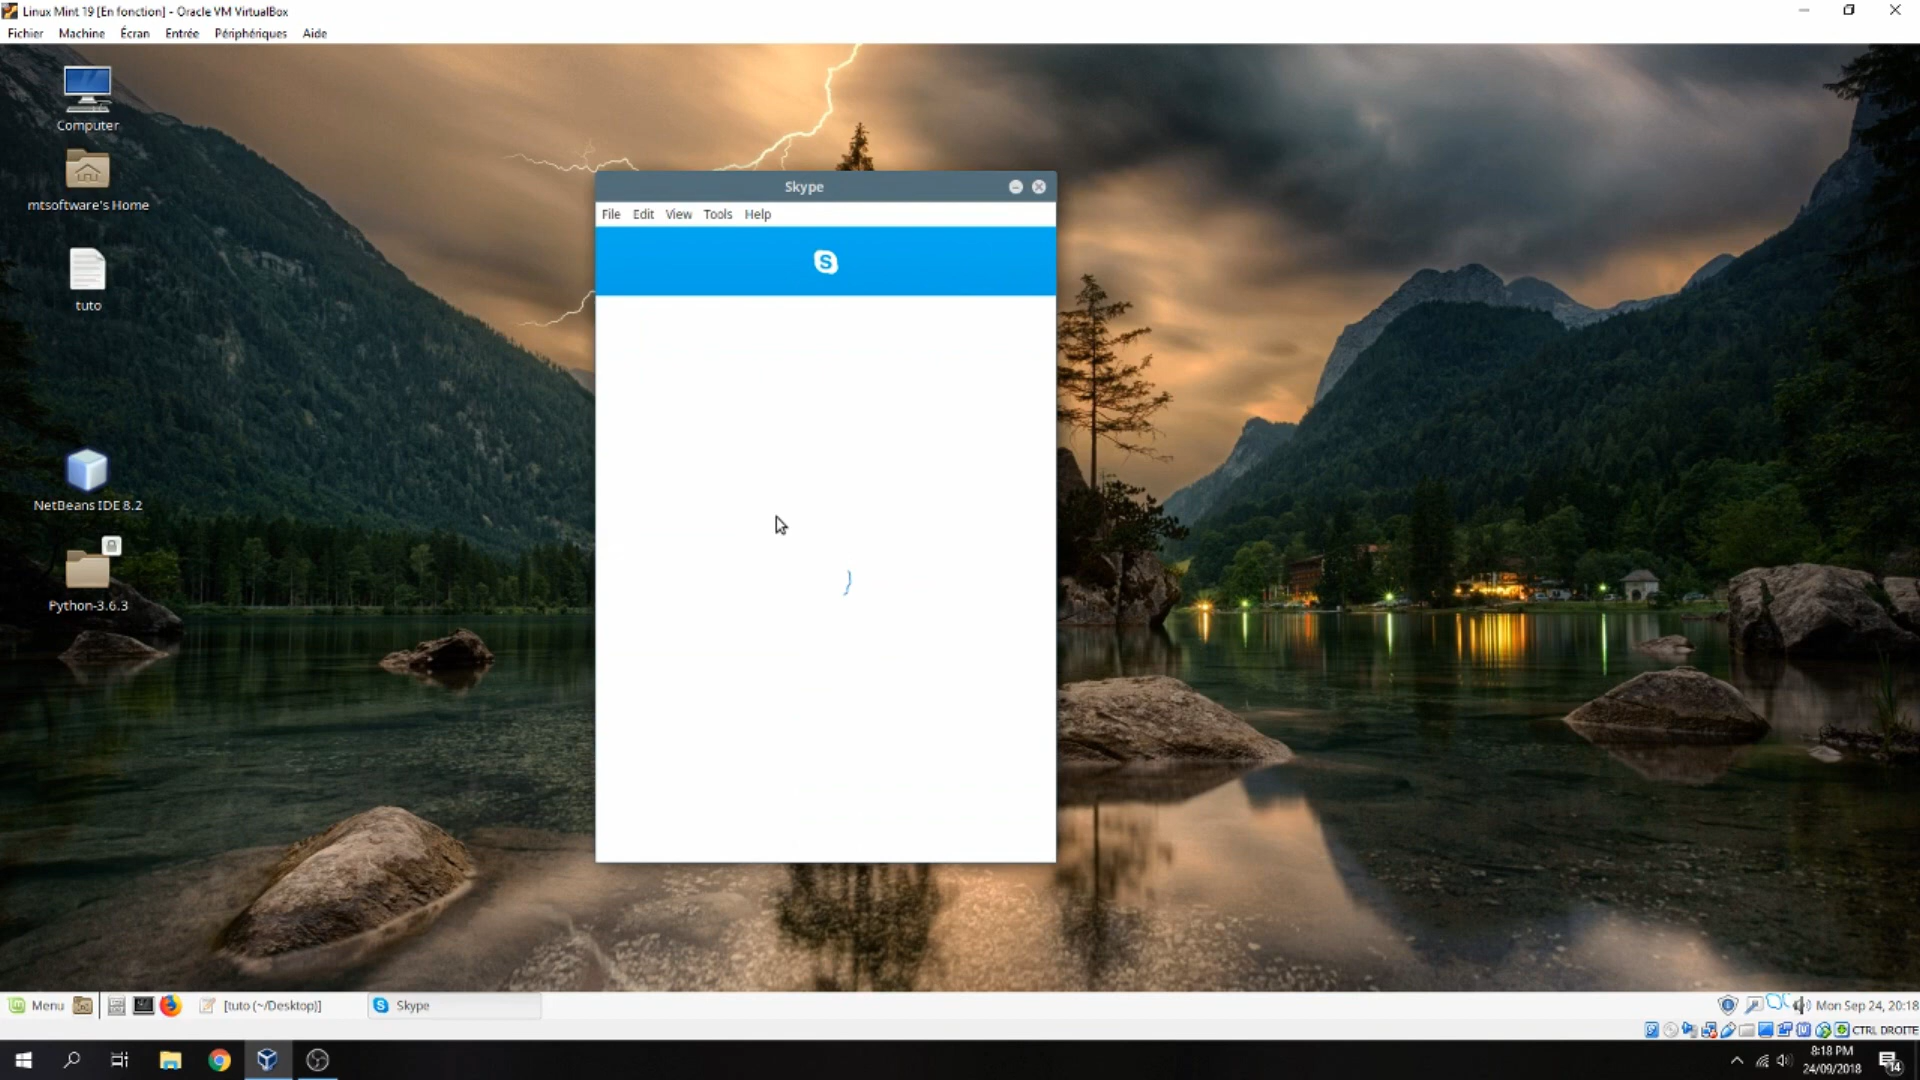 Linux Mint 19 [En fonction] - Oracle VM VirtualBox
Fichier Machine Écran Entrée Périphériques Aide
Computer
mtsoftware's Home
tuto
NetBeans IDE 8.2
Python-3.6.3
Skype
File Edit View Tools Help
S
Menu [tuto (~/Desktop)] Skype Mon Sep 24, 20:18
CTRL DROITE
8:18 PM
24/09/2018
14